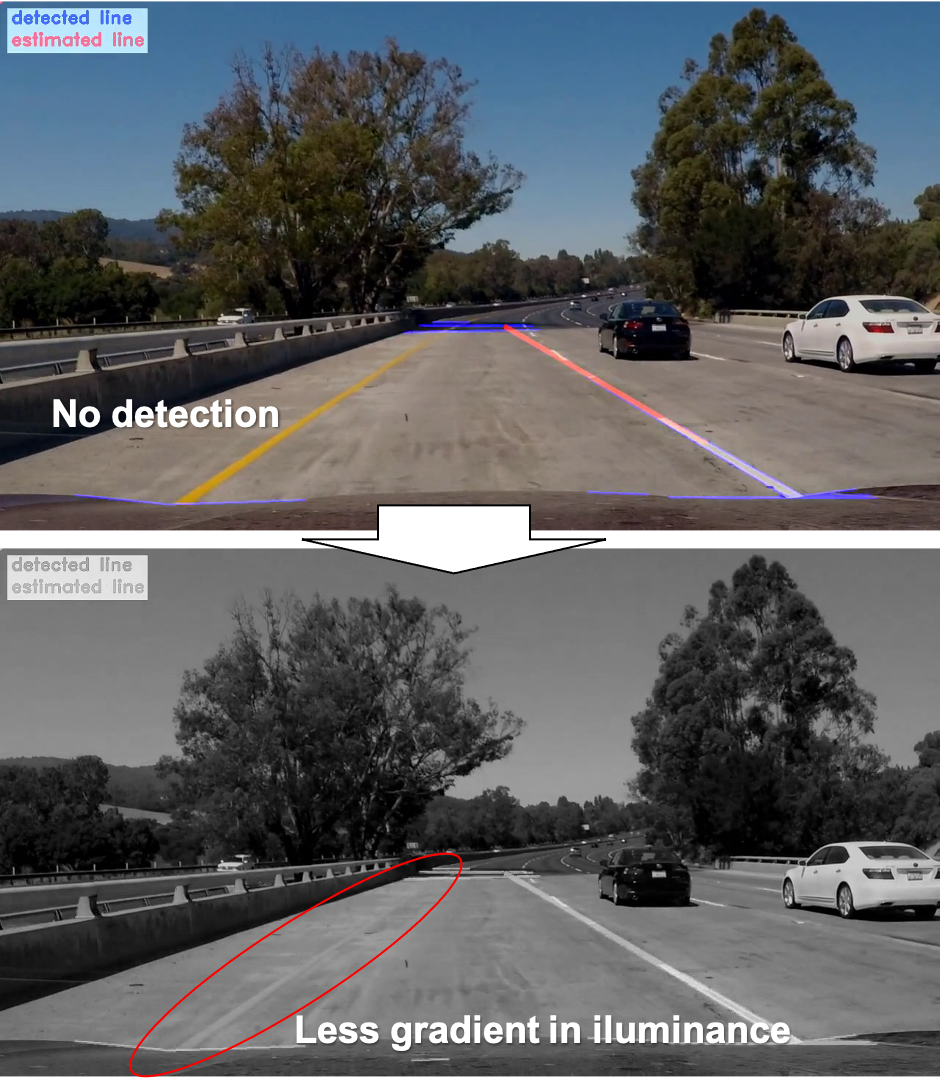 detected line
estimated line
No detection
detected line
estimated line
Less gradient in iluminance